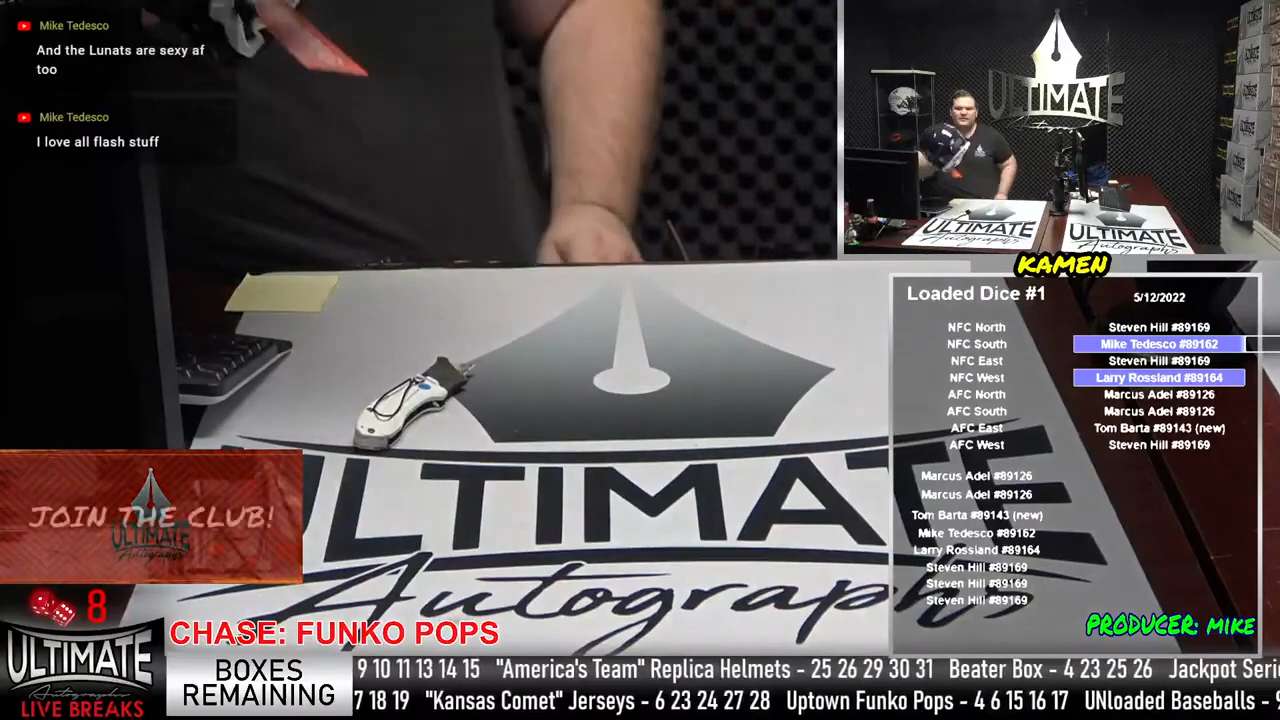 Mike Tedesco
And the Lunats are sexy af
too
Mike Tedesco
I love all flash stuff
ULTIMATE
ULTIMATE
Autographs
ULTIMATE
Autographs
KAMEN
Loaded Dice #1
5/12/2022
NFC North Steven Hill #89169
NFC South Mike Tedesco #89162
NFC East Steven Hill #89169
NFC West Larry Rossland #89164
AFC North Marcus Adel #89126
AFC South Marcus Adel #89126
AFC East Tom Barta #89143 (new)
AFC West Steven Hill #89169
Marcus Adel #89126
Marcus Adel #89126
Tom Barta #89143 (new)
Mike Tedesco #89162
Larry Rossland #89164
Steven Hill #89169
Steven Hill #89169
Steven Hill #89169
PRODUCER: MIKE
ULTIMATE
Autographs
JOIN THE CLUB!
ULTIMATE
Autographs
8
ULTIMATE
Autographs
LIVE BREAKS
CHASE: FUNKO POPS
BOXES
REMAINING
9 10 11 13 14 15 "America's Team" Replica Helmets - 25 26 29 30 31 Beater Box - 4 23 25 26 Jackpot Seri
7 18 19 "Kansas Comet" Jerseys - 6 23 24 27 28 Uptown Funko Pops - 4 6 15 16 17 UNloaded Baseballs -